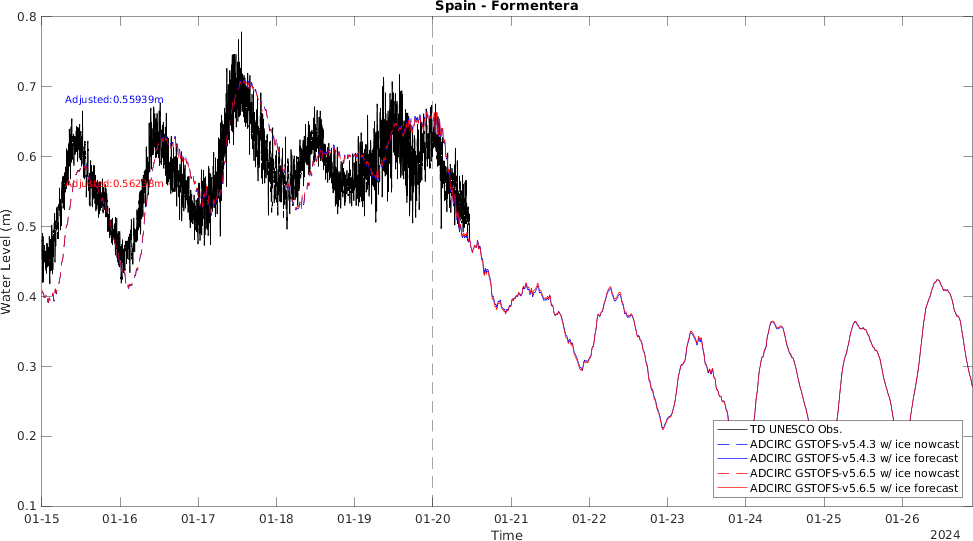 Spain - Formentera
0.8
0.7
0.6
0.5
0.4
0.3
0.2
0.1
Water Level (m)
Adjusted:0.55939m
TD UNESCO Obs.
ADCIRC GSTOFS-v5.4.3 w/ ice nowcast
ADCIRC GSTOFS-v5.4.3 w/ ice forecast
ADCIRC GSTOFS-v5.6.5 w/ ice nowcast
ADCIRC GSTOFS-v5.6.5 w/ ice forecast
01-15
01-16
01-17
01-18
01-19
01-20
01-21
01-22
01-23
01-24
01-25
01-26
Time
2024